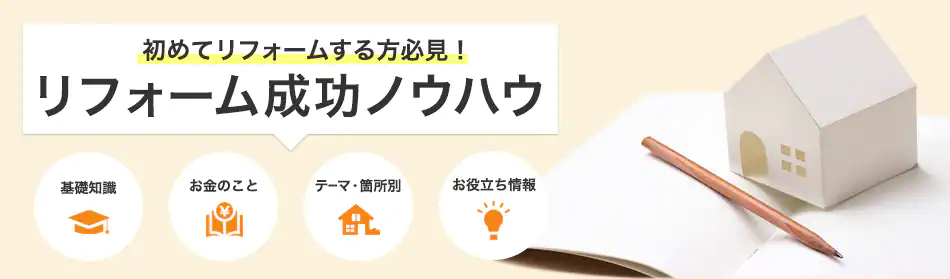 初めてリフォームする方必見！
リフォーム成功ノウハウ
基礎知識
お金のこと
¥
テーマ・箇所別
お役立ち情報